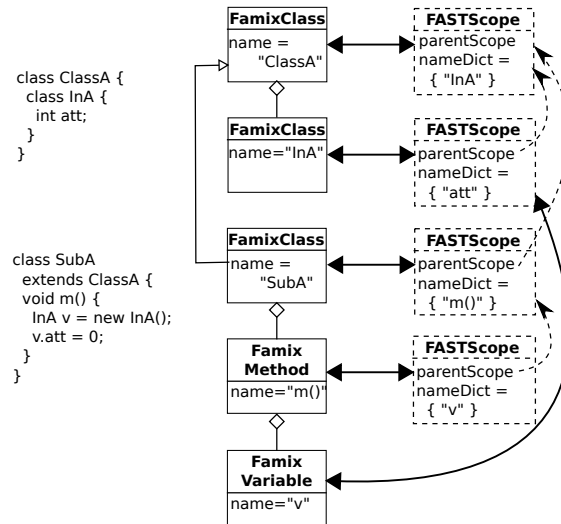 class ClassA {
class InA {
int att;
}
}
class SubA
extends ClassA {
void m() {
InA v = new InA();
v.att = 0;
}
}
FamixClass
name =
"ClassA"
FASTScope
parentScope
nameDict =
{ "InA" }
FamixClass
name="InA"
FASTScope
parentScope
nameDict =
{ "att" }
FamixClass
name =
"SubA"
FASTScope
parentScope
nameDict =
{ "m()" }
Famix
Method
name="m()"
FASTScope
parentScope
nameDict =
{ "v" }
Famix
Variable
name="v"